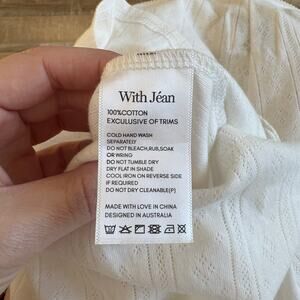 With Jéan
100%COTTON
EXCLUSIVE OF TRIMS
COLD HAND WASH
SEPARATELY
DO NOT BLEACH,RUB,SOAK
OR WRING
DO NOT TUMBLE DRY
DRY FLAT IN SHADE
COOL IRON ON REVERSE SIDE
IF REQUIRED
DO NOT DRY CLEANABLE(P)
MADE WITH LOVE IN CHINA
DESIGNED IN AUSTRALIA